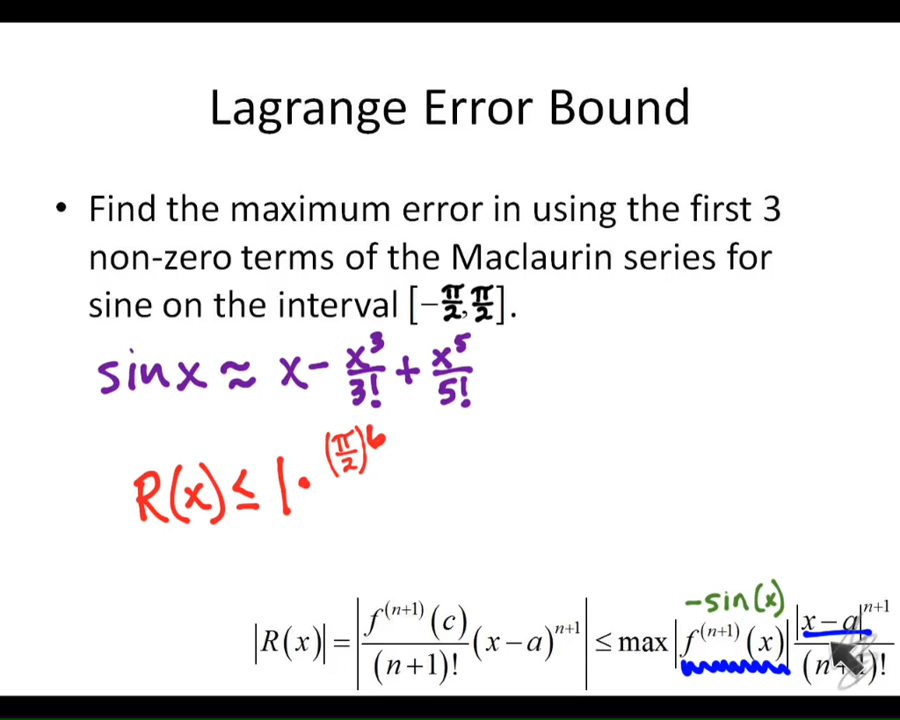 Lagrange Error Bound
• Find the maximum error in using the first 3
non-zero terms of the Maclaurin series for
sine on the interval [-π/2, π/2].
sin x ≈ x - x³/3! + x⁵/5!
R(x) ≤ 1 · (π/2)⁶
-sin(x)
|R(x)| = |f⁽ⁿ⁺¹⁾(c)/(n+1)! (x-a)ⁿ⁺¹| ≤ max|f⁽ⁿ⁺¹⁾(x)| |x-a|ⁿ⁺¹/(n+1)!